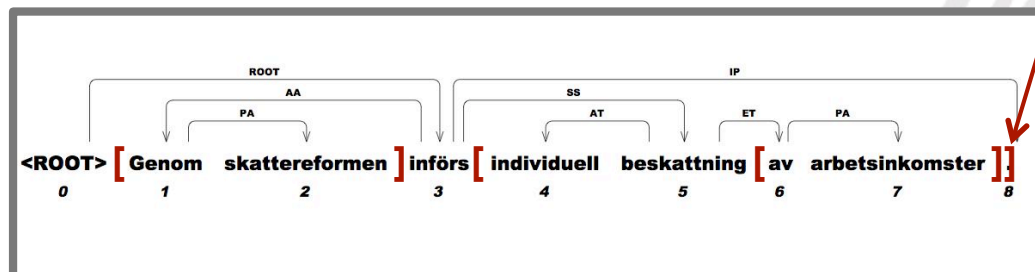 ROOT IP
AA SS
PA AT ET PA
<ROOT> [ Genom skattereformen ] införs [ individuell beskattning [ av arbetsinkomster ]] .
0 1 2 3 4 5 6 7 8